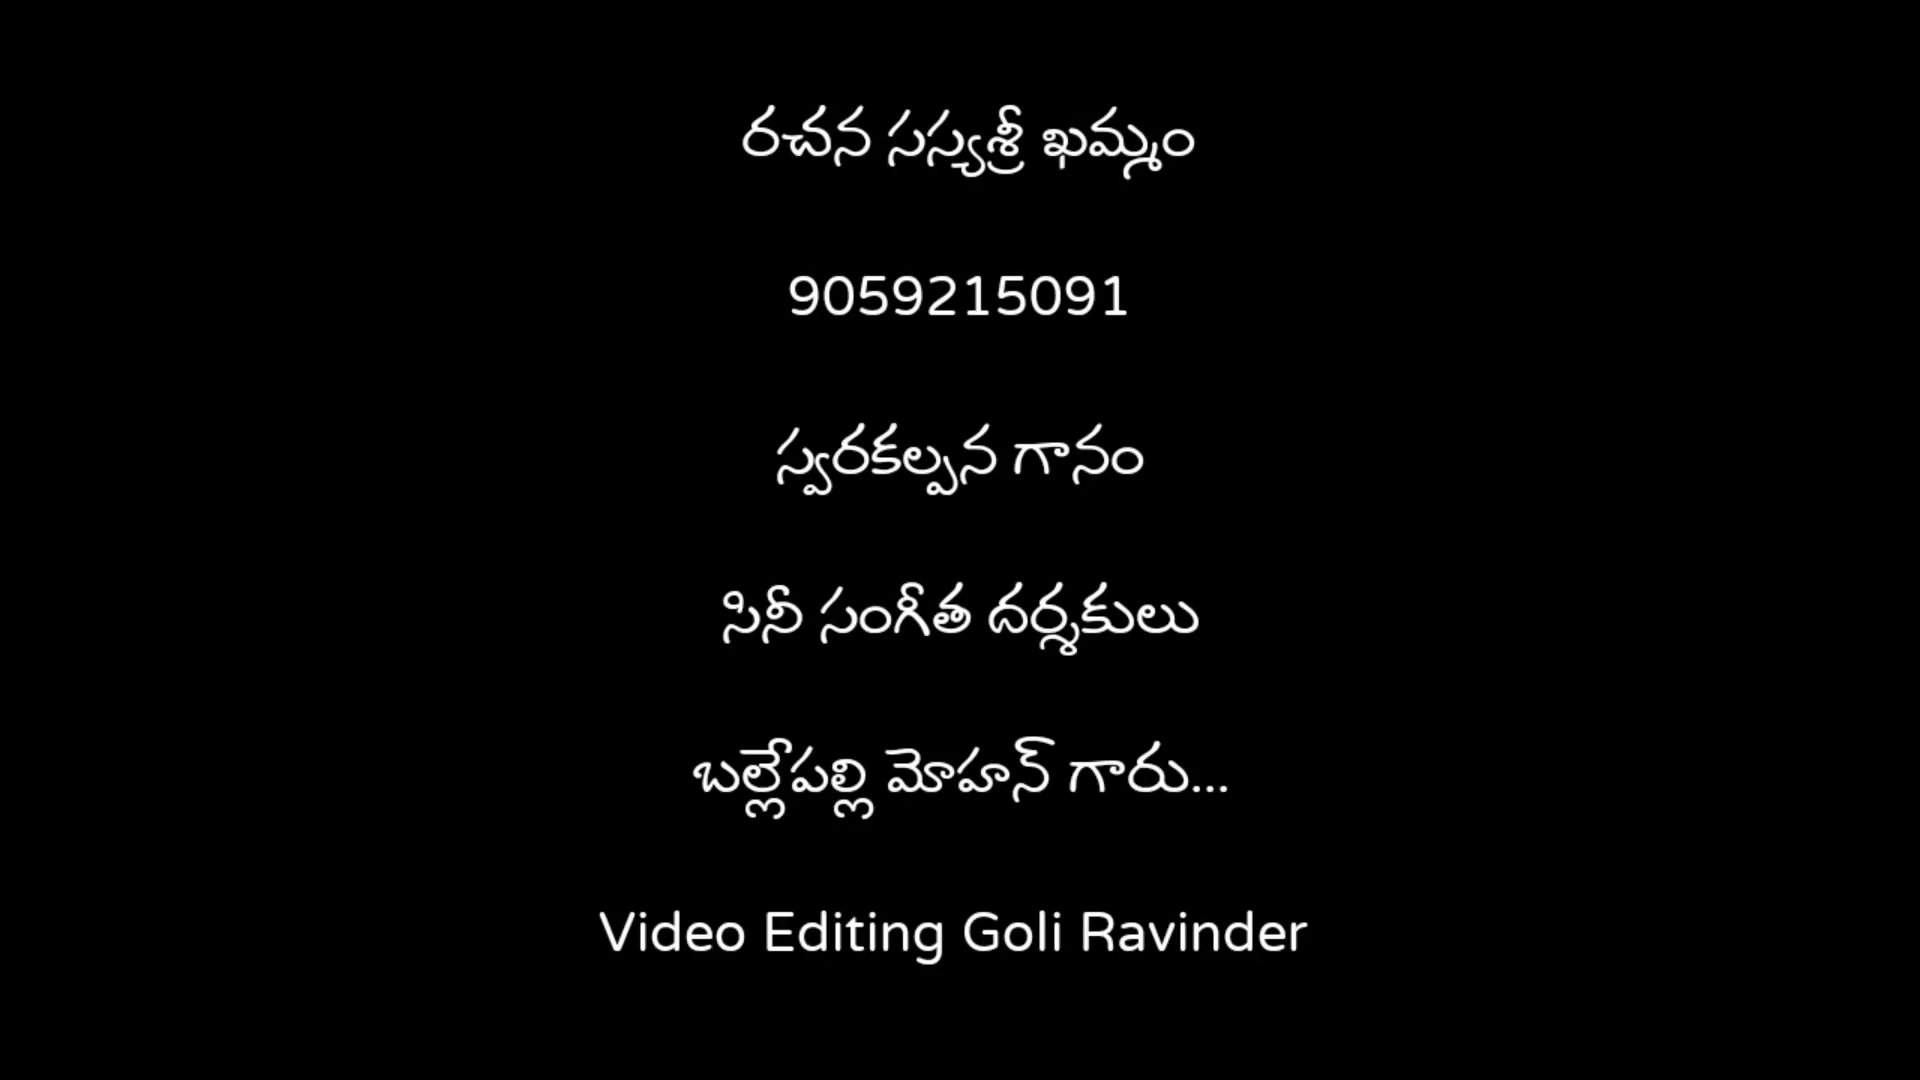 రచన సస్యశ్రీ ఖమ్మం
9059215091
స్వరకల్పన గానం
సినీ సంగీత దర్శకులు
బల్లేపల్లి మోహన్ గారు...
Video Editing Goli Ravinder